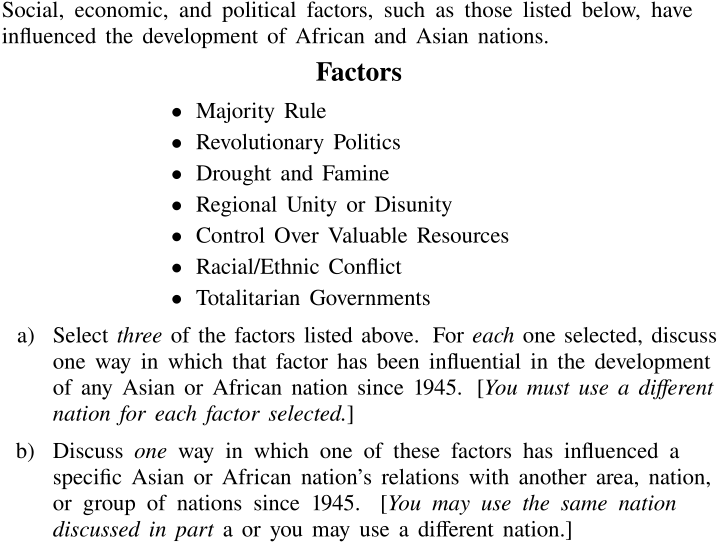 Social, economic, and political factors, such as those listed below, have
influenced the development of African and Asian nations.
Factors
• Majority Rule
• Revolutionary Politics
• Drought and Famine
• Regional Unity or Disunity
• Control Over Valuable Resources
• Racial/Ethnic Conflict
• Totalitarian Governments
a) Select three of the factors listed above. For each one selected, discuss
one way in which that factor has been influential in the development
of any Asian or African nation since 1945. [You must use a different
nation for each factor selected.]
b) Discuss one way in which one of these factors has influenced a
specific Asian or African nation's relations with another area, nation,
or group of nations since 1945. [You may use the same nation
discussed in part a or you may use a different nation.]